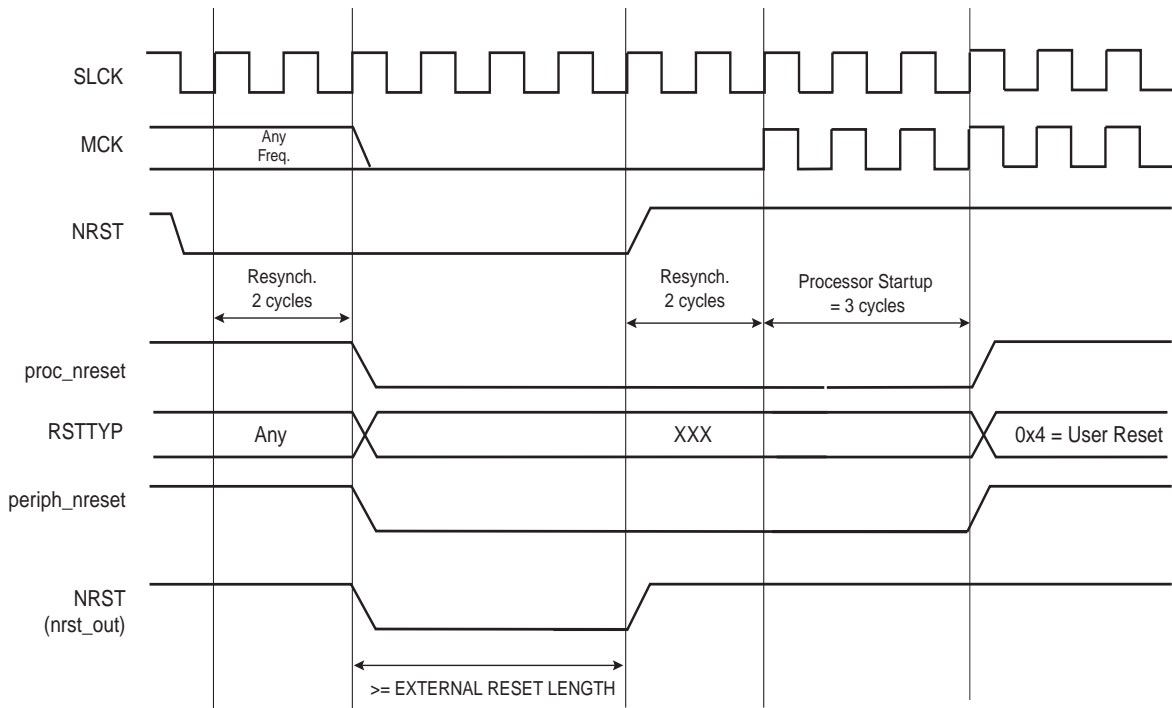 SLCK
MCK
Any
Freq.
NRST
Resynch.
2 cycles
Resynch.
2 cycles
Processor Startup
= 3 cycles
proc_nreset
RSTTYP
Any
XXX
0x4 = User Reset
periph_nreset
NRST
(nrst_out)
>= EXTERNAL RESET LENGTH